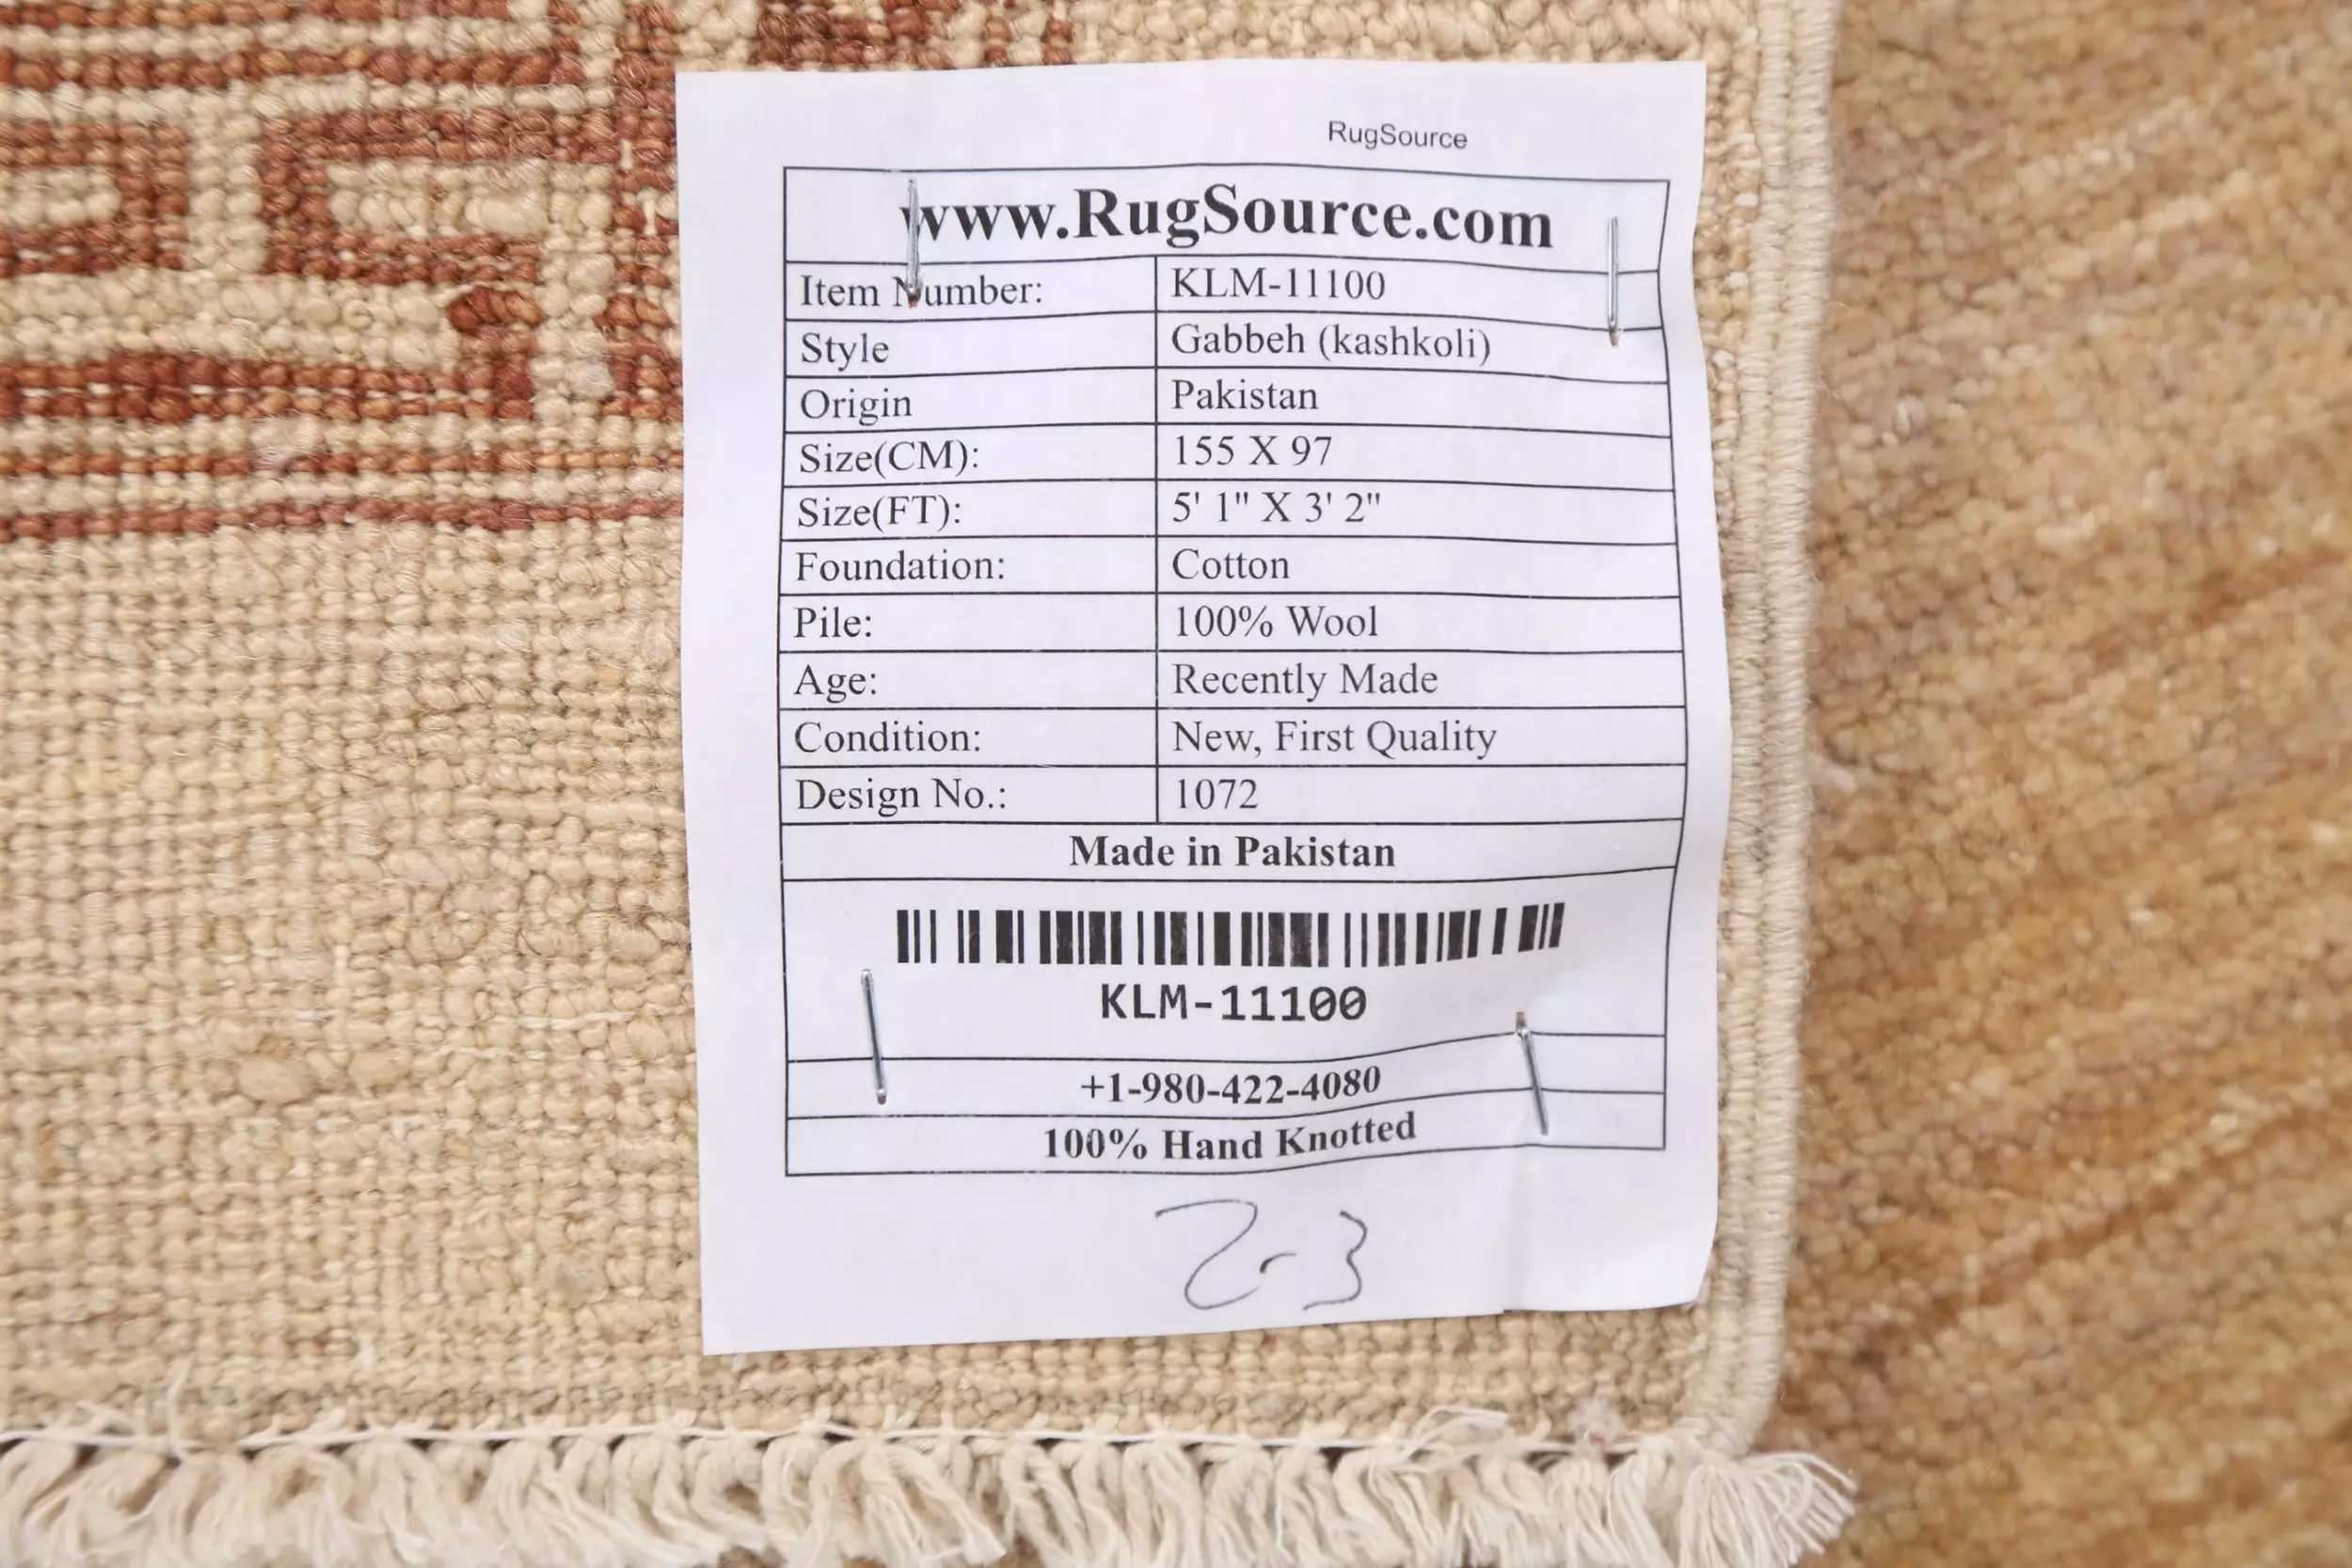 RugSource
www.RugSource.com
Item Number: KLM-11100
Style Gabbeh (kashkoli)
Origin Pakistan
Size(CM): 155 X 97
Size(FT): 5' 1" X 3' 2"
Foundation: Cotton
Pile: 100% Wool
Age: Recently Made
Condition: New, First Quality
Design No.: 1072
Made in Pakistan
KLM-11100
+1-980-422-4080
100% Hand Knotted
2-3